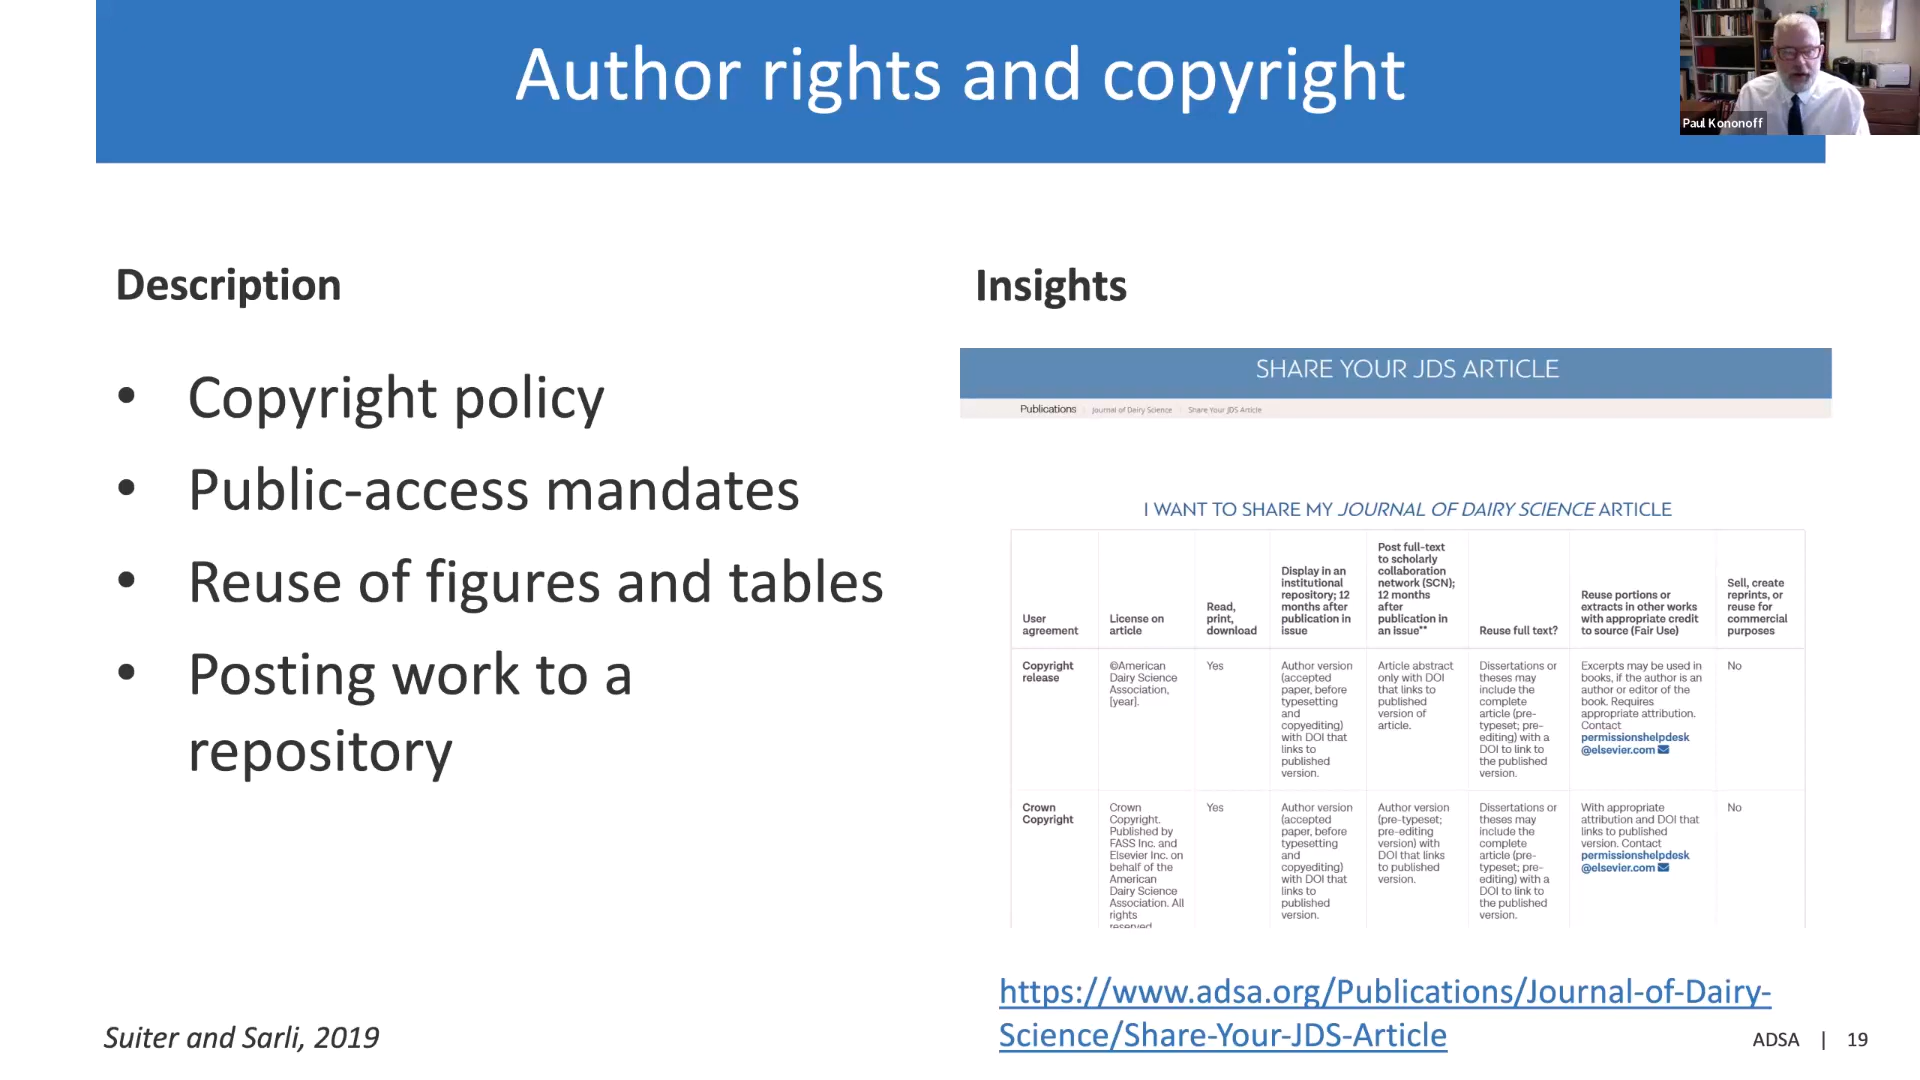 Author rights and copyright
Paul Kononoff
Description
• Copyright policy
• Public-access mandates
• Reuse of figures and tables
• Posting work to a
repository
Suiter and Sarli, 2019
Insights
SHARE YOUR JDS ARTICLE
Publications Journal of Dairy Science Share Your JDS Article
I WANT TO SHARE MY JOURNAL OF DAIRY SCIENCE ARTICLE
User
agreement
License on
article
Read,
print,
download
Display in an
institutional
repository; 12
months after
publication in
issue
Post full-text
to scholarly
collaboration
network (SCN);
12 months
after
publication in
an issue**
Reuse full text?
Reuse portions or
extracts in other works
with appropriate credit
to source (Fair Use)
Sell, create
reprints, or
reuse for
commercial
purposes
Copyright
release
©American
Dairy Science
Association,
[year].
Yes
Author version
(accepted
paper, before
typesetting
and
copyediting)
with DOI that
links to
published
version.
Article abstract
only with DOI
that links to
published
version of
article.
Dissertations or
theses may
include the
complete
article (pre-
typeset; pre-
editing) with a
DOI to link to
the published
version.
Excerpts may be used in
books, if the author is an
author or editor of the
book. Requires
appropriate attribution.
Contact
permissionshelpdesk
@elsevier.com
No
Crown
Copyright
Crown
Copyright.
Published by
FASS Inc. and
Elsevier Inc. on
behalf of the
American
Dairy Science
Association. All
rights
reserved
Yes
Author version
(accepted
paper, before
typesetting
and
copyediting)
with DOI that
links to
published
version.
Author version
(pre-typeset;
pre-editing
version) with
DOI that links
to published
version.
Dissertations or
theses may
include the
complete
article (pre-
typeset; pre-
editing) with a
DOI to link to
the published
version.
With appropriate
attribution and DOI that
links to published
version. Contact
permissionshelpdesk
@elsevier.com
No
https://www.adsa.org/Publications/Journal-of-Dairy-
Science/Share-Your-JDS-Article
ADSA | 19